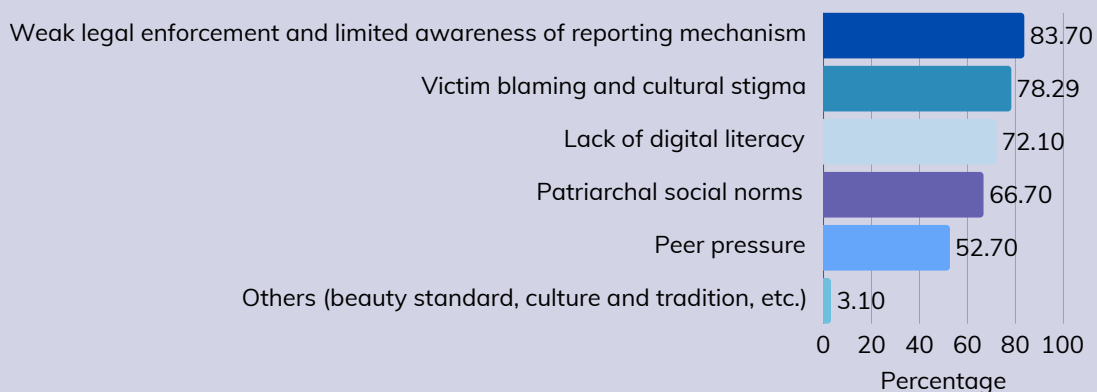 Weak legal enforcement and limited awareness of reporting mechanism 83.70
Victim blaming and cultural stigma 78.29
Lack of digital literacy 72.10
Patriarchal social norms 66.70
Peer pressure 52.70
Others (beauty standard, culture and tradition, etc.) 3.10
0 20 40 60 80 100
Percentage